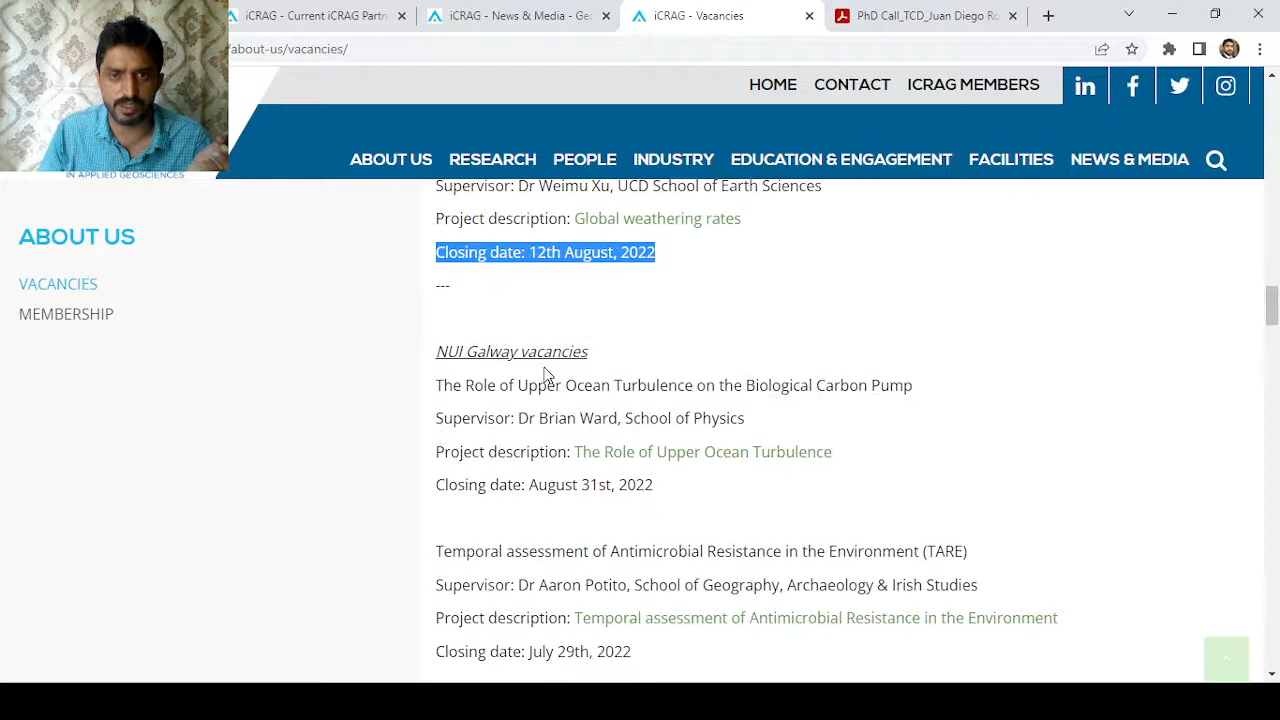 iCRAG - Current iCRAG Partn
iCRAG - News & Media - Ge
iCRAG - Vacancies
PhD Call_TCD_Juan Diego Ro
/about-us/vacancies/
HOME CONTACT ICRAG MEMBERS
ABOUT US RESEARCH PEOPLE INDUSTRY EDUCATION & ENGAGEMENT FACILITIES NEWS & MEDIA
IN APPLIED GEOSCIENCES
ABOUT US
VACANCIES
MEMBERSHIP
Supervisor: Dr Weimu Xu, UCD School of Earth Sciences
Project description: Global weathering rates
Closing date: 12th August, 2022
---
NUI Galway vacancies
The Role of Upper Ocean Turbulence on the Biological Carbon Pump
Supervisor: Dr Brian Ward, School of Physics
Project description: The Role of Upper Ocean Turbulence
Closing date: August 31st, 2022
Temporal assessment of Antimicrobial Resistance in the Environment (TARE)
Supervisor: Dr Aaron Potito, School of Geography, Archaeology & Irish Studies
Project description: Temporal assessment of Antimicrobial Resistance in the Environment
Closing date: July 29th, 2022